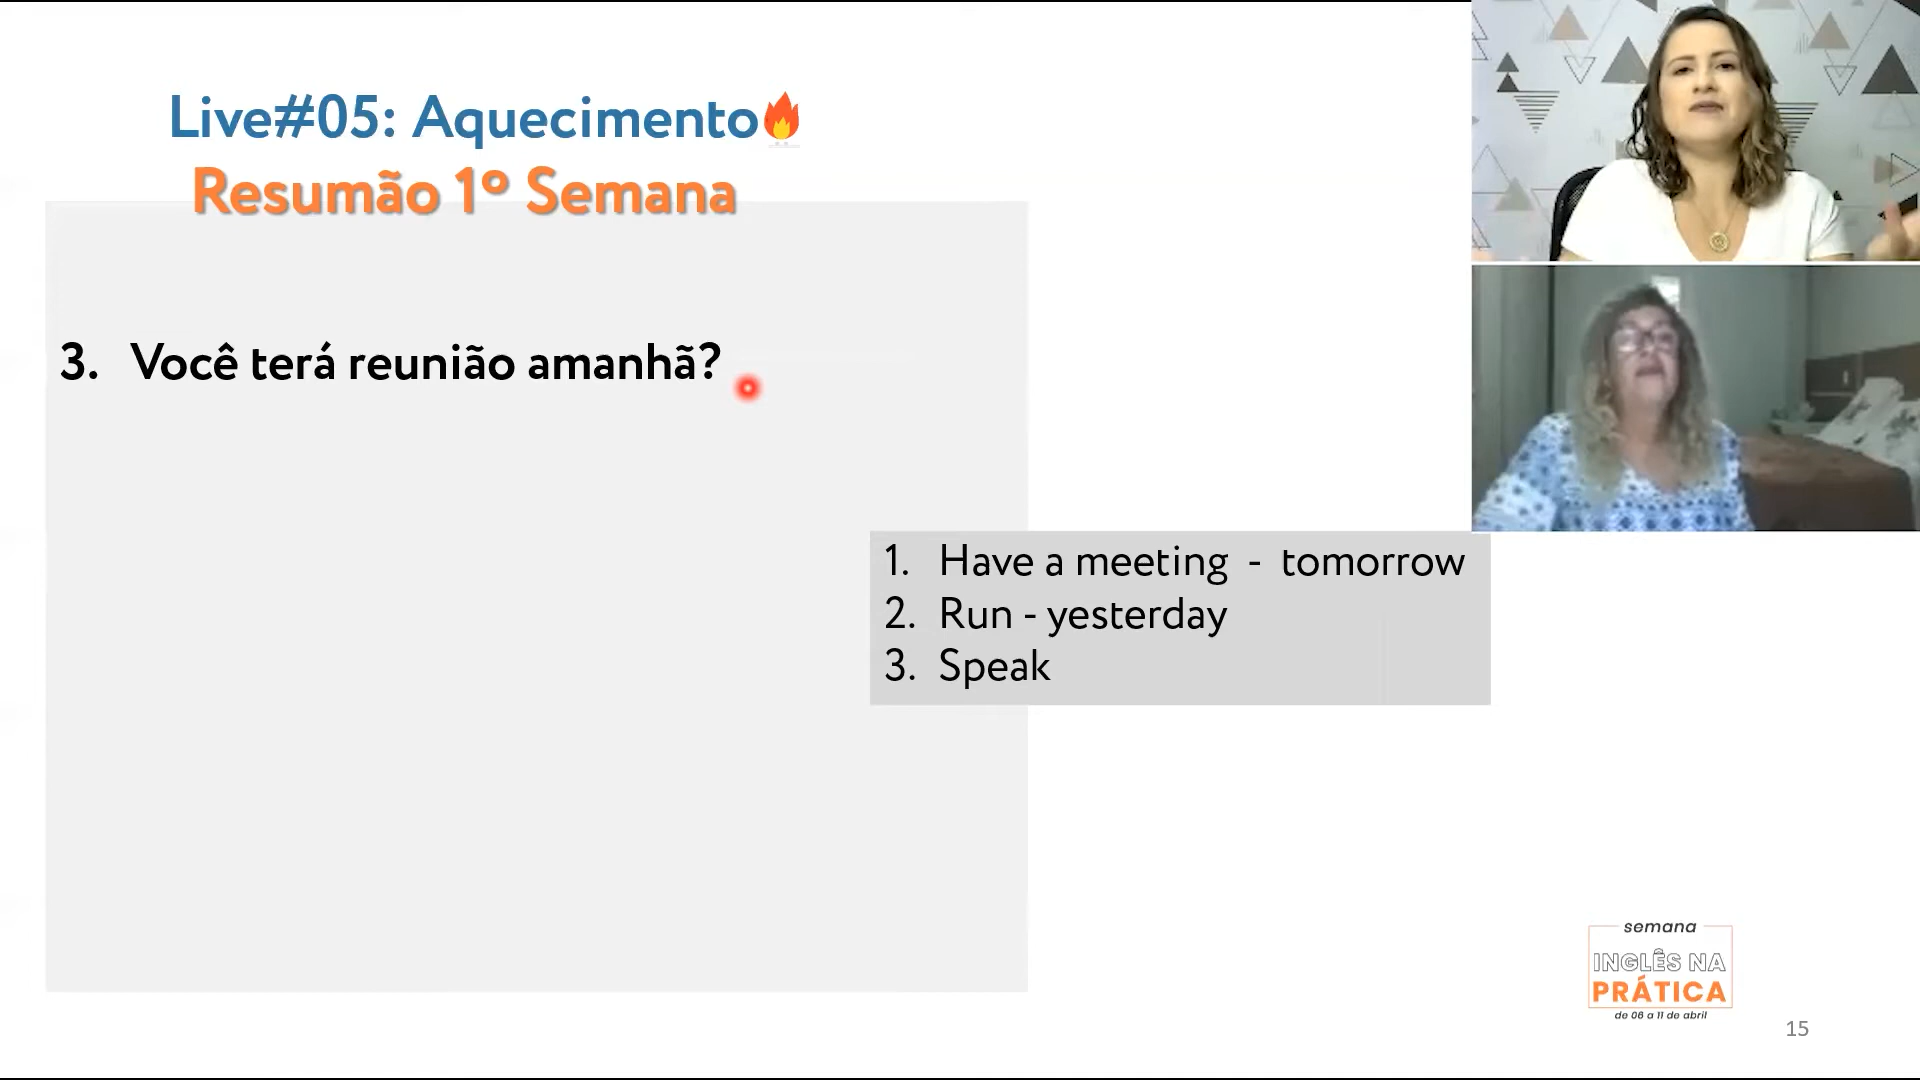 Live#05: Aquecimento🔥
Resumão 1º Semana
3. Você terá reunião amanhã?
1. Have a meeting - tomorrow
2. Run - yesterday
3. Speak
semana
INGLÊS NA
PRÁTICA
de 06 a 11 de abril
15